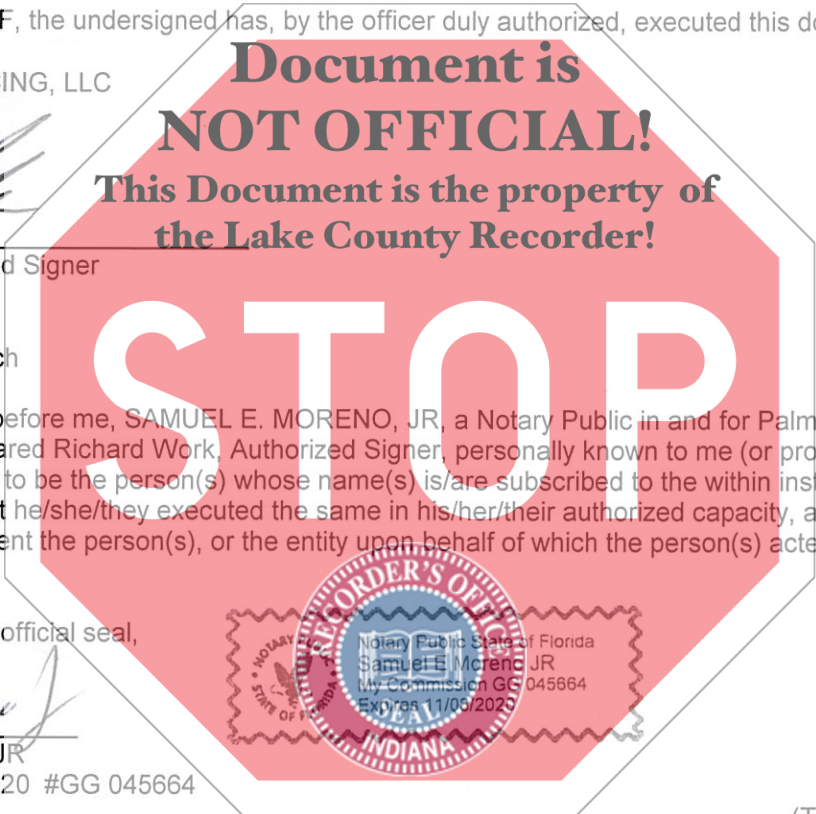 F, the undersigned has, by the officer duly authorized, executed this do
Document is
ING, LLC
NOT OFFICIAL!
This Document is the property of
the Lake County Recorder!
d Signer
STOP
ch
before me, SAMUEL E. MORENO, JR, a Notary Public in and for Palm
ared Richard Work, Authorized Signer, personally known to me (or pro
to be the person(s) whose name(s) is/are subscribed to the within inst
t he/she/they executed the same in his/her/their authorized capacity, a
ent the person(s), or the entity upon behalf of which the person(s) acte
RECORDER'S OFFICE
SEAL
INDIANA
official seal,
NOTARY PUBLIC
STATE OF FLORIDA
Notary Public State of Florida
Samuel E Moreno JR
My Commission GG 045664
Expires 11/06/2020
JR
20 #GG 045664